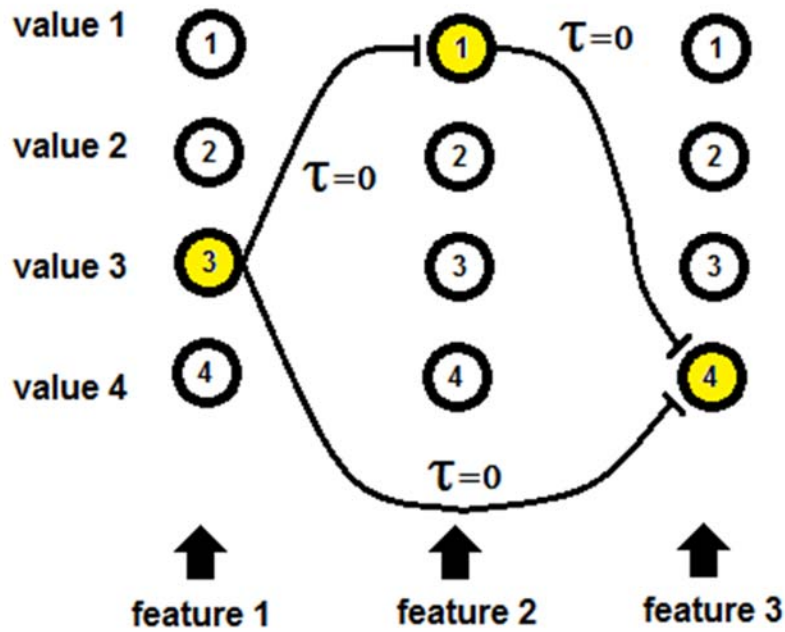 value 1 1 1 τ=0 1
value 2 2 τ=0 2 2
value 3 3 3 3
value 4 4 4 4
τ=0
feature 1 feature 2 feature 3